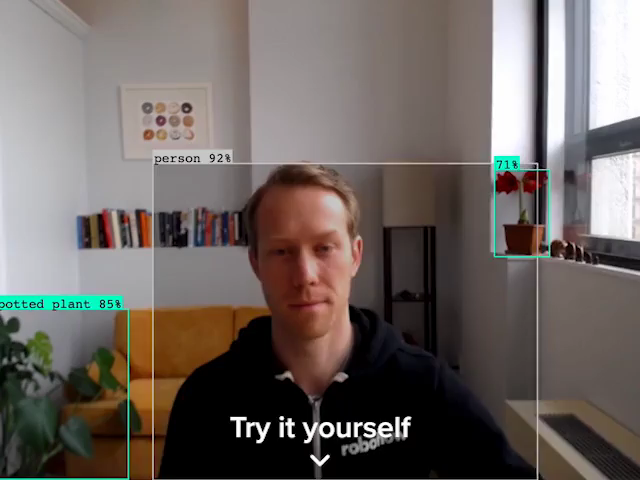 person 92%
71%
potted plant 85%
Try it yourself
roboflow